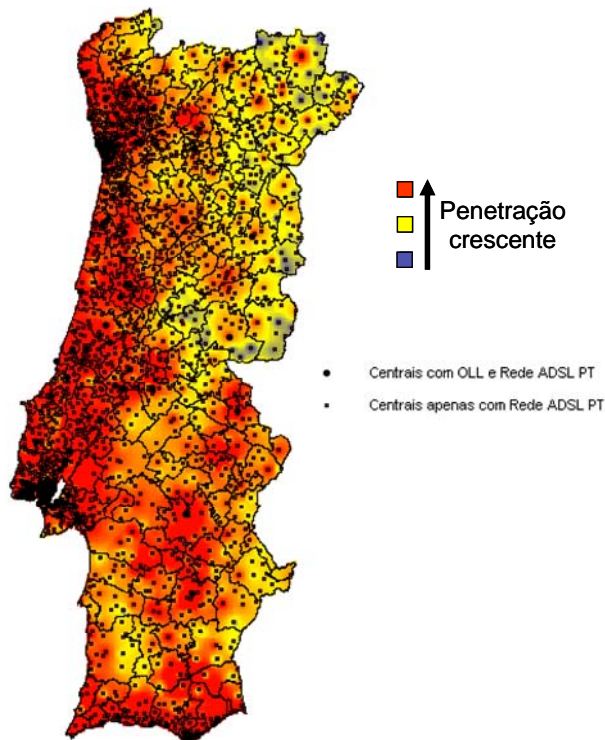 Penetração
crescente
Centrais com OLL e Rede ADSL PT
Centrais apenas com Rede ADSL PT